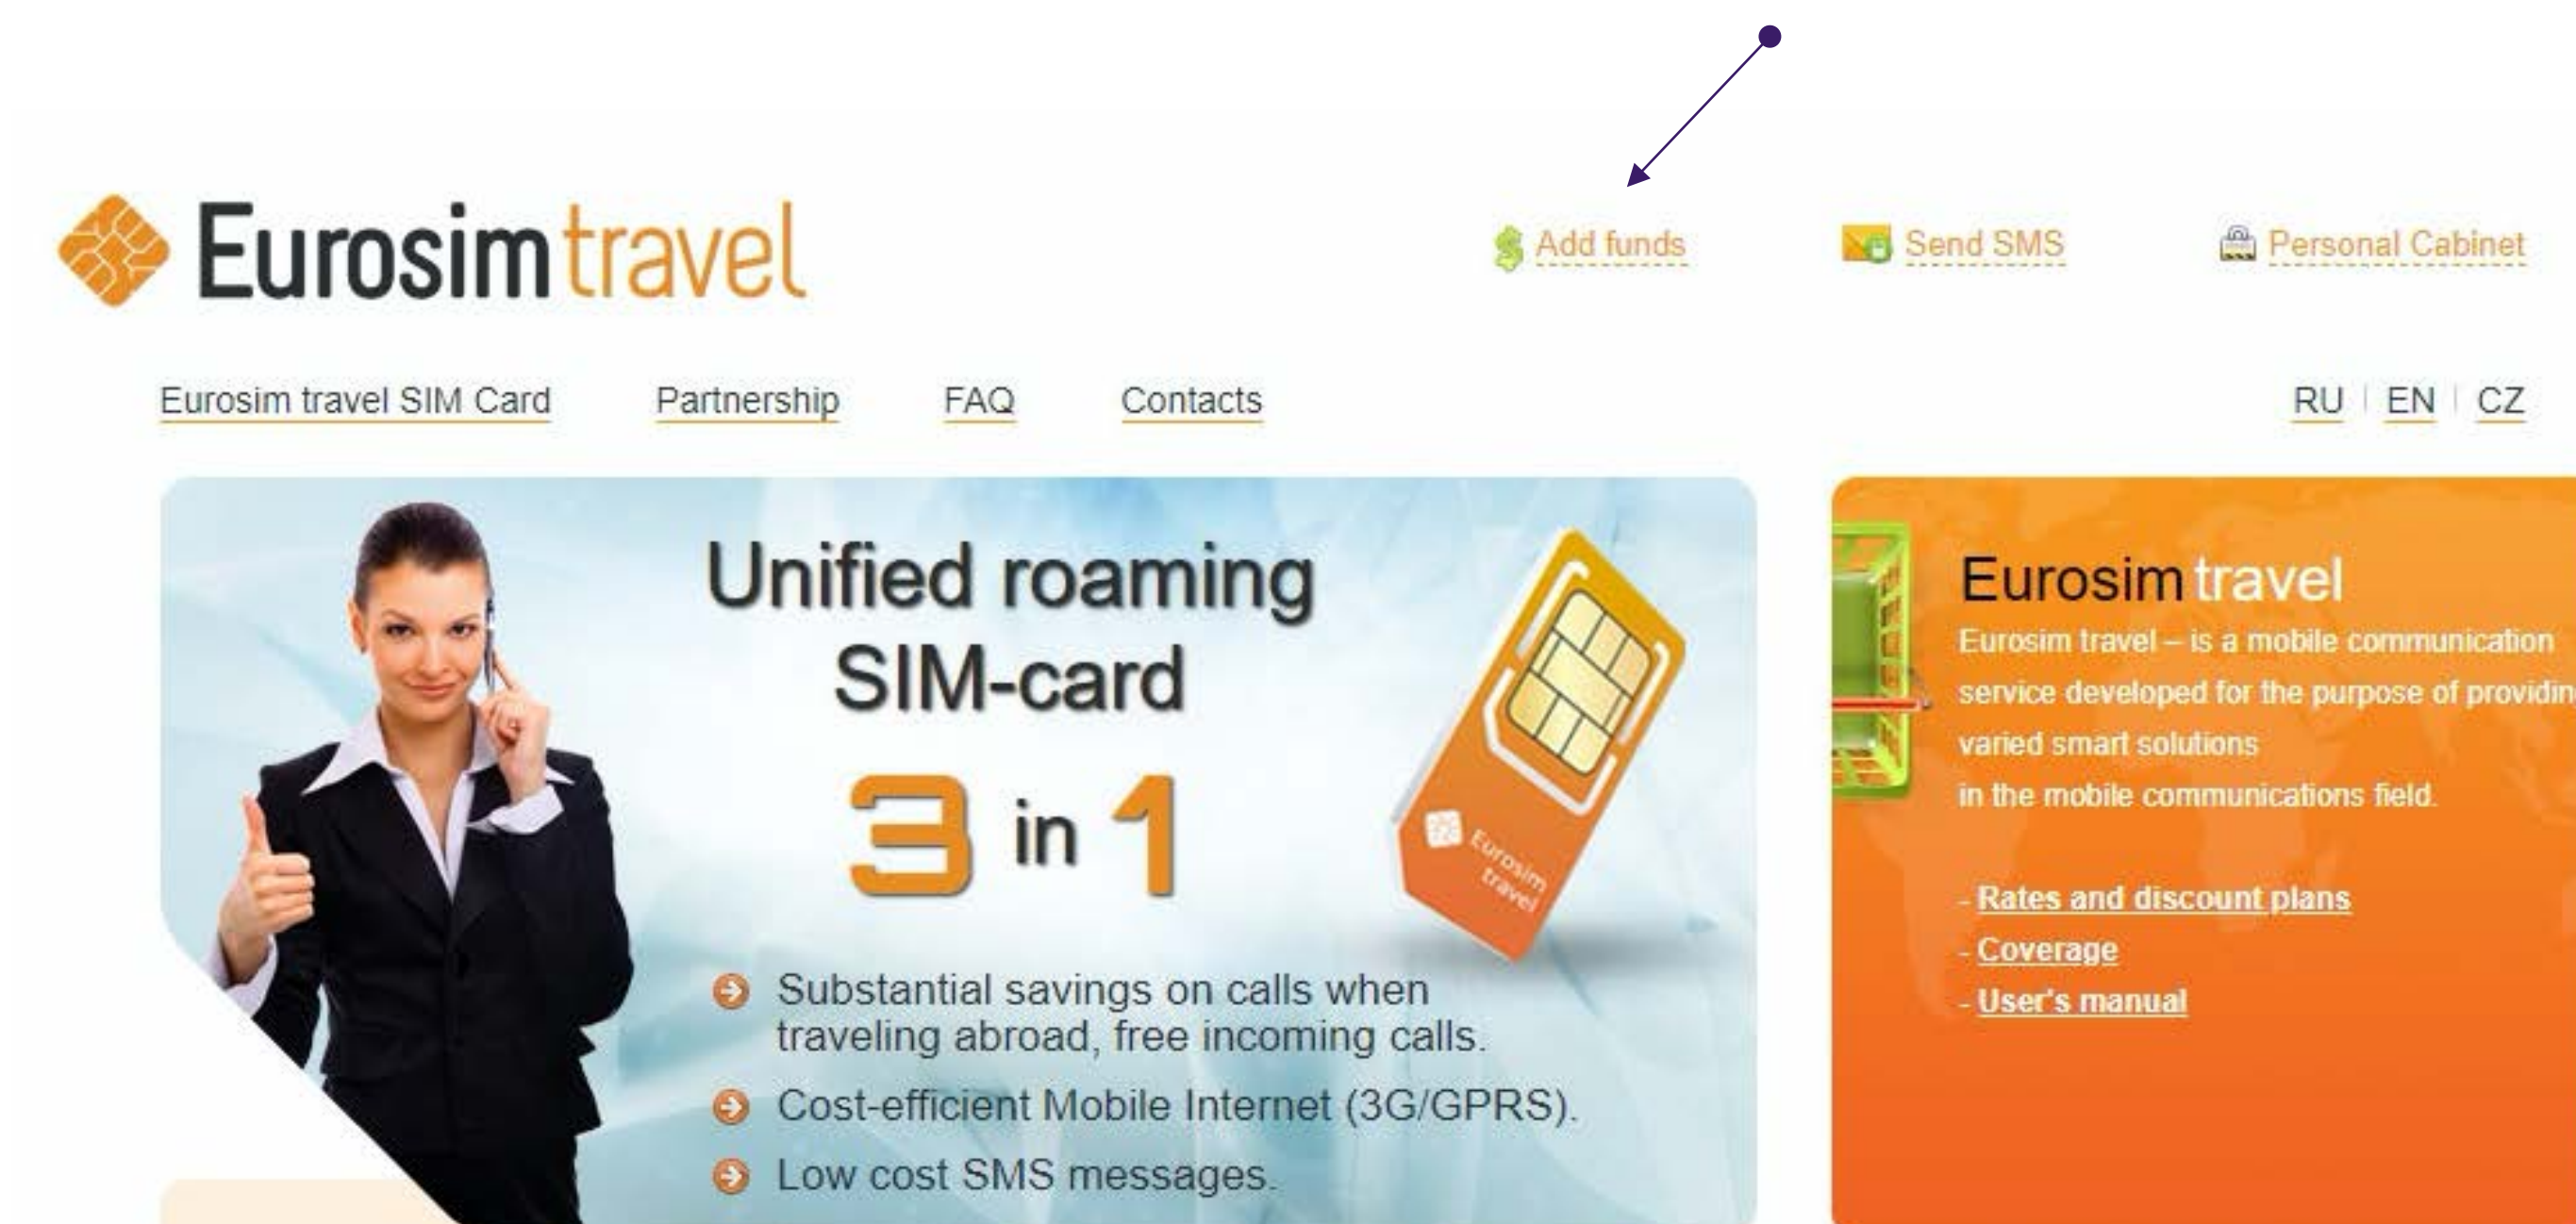 Eurosim travel
Add funds
Send SMS
Personal Cabinet
Eurosim travel SIM Card
Partnership
FAQ
Contacts
RU | EN | CZ
Unified roaming
SIM-card
3 in 1
Eurosim
travel
Substantial savings on calls when
traveling abroad, free incoming calls.
Cost-efficient Mobile Internet (3G/GPRS).
Low cost SMS messages.
Eurosim travel
Eurosim travel – is a mobile communication
service developed for the purpose of providin
varied smart solutions
in the mobile communications field.
- Rates and discount plans
- Coverage
- User's manual